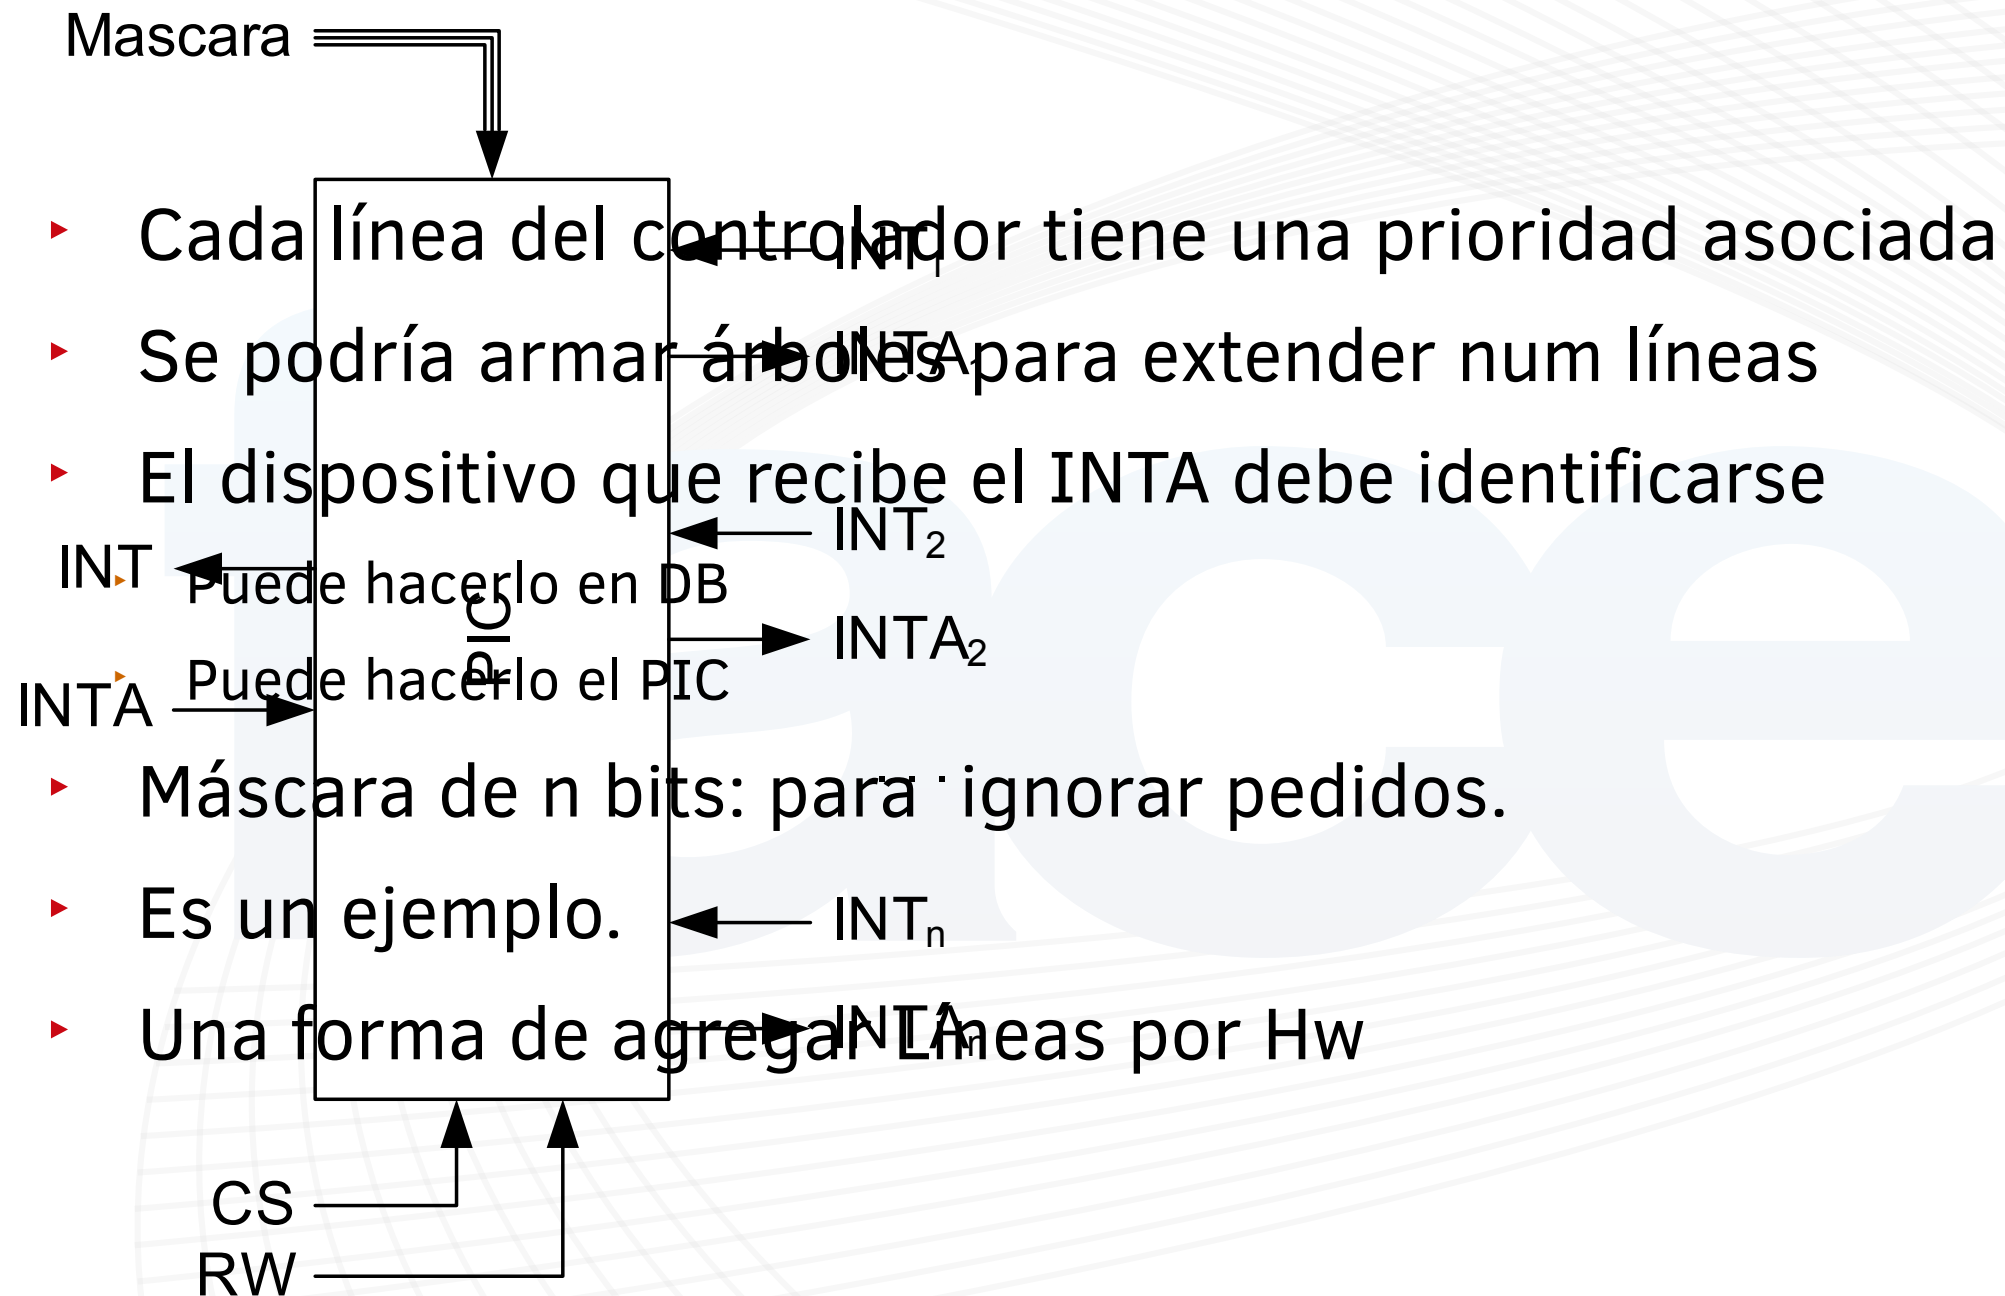 Mascara
Cada línea del controlador tiene una prioridad asociada
INT1
Se podría armar árboles para extender num líneas
INTA1
El dispositivo que recibe el INTA debe identificarse
INT2
INT
Puede hacerlo en DB
PIC
INTA2
Puede hacerlo el PIC
INTA
Máscara de n bits: para ignorar pedidos.
...
Es un ejemplo.
INTn
Una forma de agregar Líneas por Hw
INTAn
CS
RW